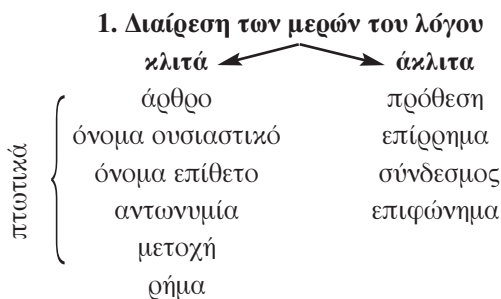 1. Διαίρεση των μερών του λόγου
κλιτά άκλιτα
άρθρο πρόθεση
όνομα ουσιαστικό επίρρημα
όνομα επίθετο σύνδεσμος
αντωνυμία επιφώνημα
μετοχή
ρήμα
πτωτικά